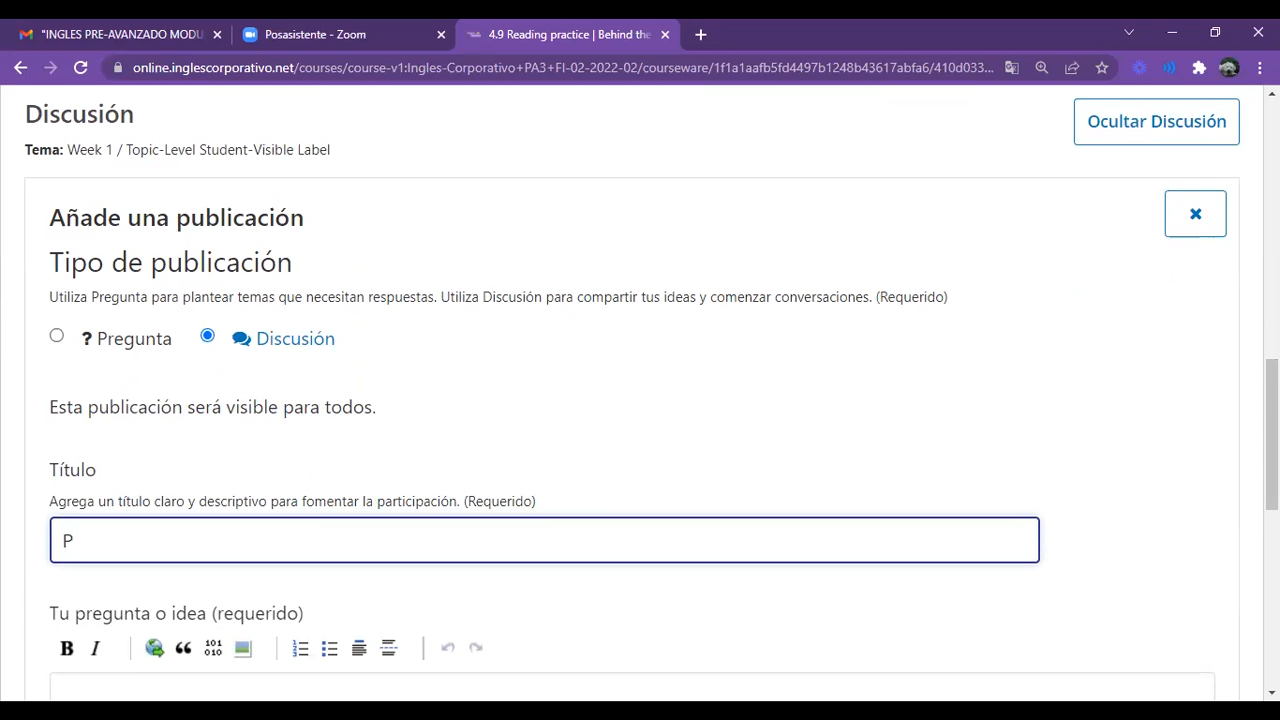 "INGLES PRE-AVANZADO MODU
Posasistente - Zoom
4.9 Reading practice | Behind the
online.inglescorporativo.net/courses/course-v1:Ingles-Corporativo+PA3+FI-02-2022-02/courseware/1f1a1aafb5fd4497b1248b43617abfa6/410d033...
Discusión
Ocultar Discusión
Tema: Week 1 / Topic-Level Student-Visible Label
Añade una publicación
Tipo de publicación
Utiliza Pregunta para plantear temas que necesitan respuestas. Utiliza Discusión para compartir tus ideas y comenzar conversaciones. (Requerido)
? Pregunta
Discusión
Esta publicación será visible para todos.
Título
Agrega un título claro y descriptivo para fomentar la participación. (Requerido)
P
Tu pregunta o idea (requerido)
B I